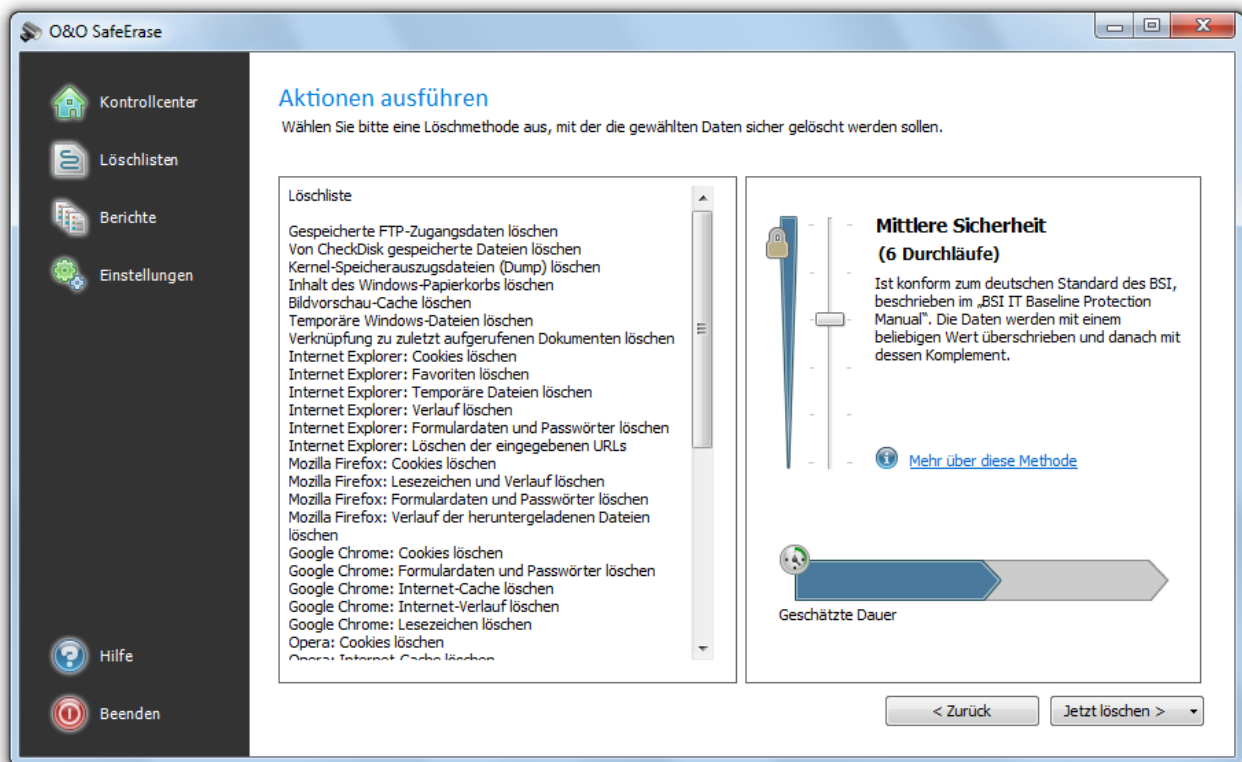 O&O SafeErase
Kontrollcenter
Löschlisten
Berichte
Einstellungen
Hilfe
Beenden
Aktionen ausführen
Wählen Sie bitte eine Löschmethode aus, mit der die gewählten Daten sicher gelöscht werden sollen.
Löschliste
Gespeicherte FTP-Zugangsdaten löschen
Von CheckDisk gespeicherte Dateien löschen
Kernel-Speicherauszugsdateien (Dump) löschen
Inhalt des Windows-Papierkorbs löschen
Bildvorschau-Cache löschen
Temporäre Windows-Dateien löschen
Verknüpfung zu zuletzt aufgerufenen Dokumenten löschen
Internet Explorer: Cookies löschen
Internet Explorer: Favoriten löschen
Internet Explorer: Temporäre Dateien löschen
Internet Explorer: Verlauf löschen
Internet Explorer: Formulardaten und Passwörter löschen
Internet Explorer: Löschen der eingegebenen URLs
Mozilla Firefox: Cookies löschen
Mozilla Firefox: Lesezeichen und Verlauf löschen
Mozilla Firefox: Formulardaten und Passwörter löschen
Mozilla Firefox: Verlauf der heruntergeladenen Dateien
löschen
Google Chrome: Cookies löschen
Google Chrome: Formulardaten und Passwörter löschen
Google Chrome: Internet-Cache löschen
Google Chrome: Internet-Verlauf löschen
Google Chrome: Lesezeichen löschen
Opera: Cookies löschen
Opera: Internet-Cache löschen
Mittlere Sicherheit
(6 Durchläufe)
Ist konform zum deutschen Standard des BSI,
beschrieben im „BSI IT Baseline Protection
Manual“. Die Daten werden mit einem
beliebigen Wert überschrieben und danach mit
dessen Komplement.
Mehr über diese Methode
Geschätzte Dauer
< Zurück
Jetzt löschen >